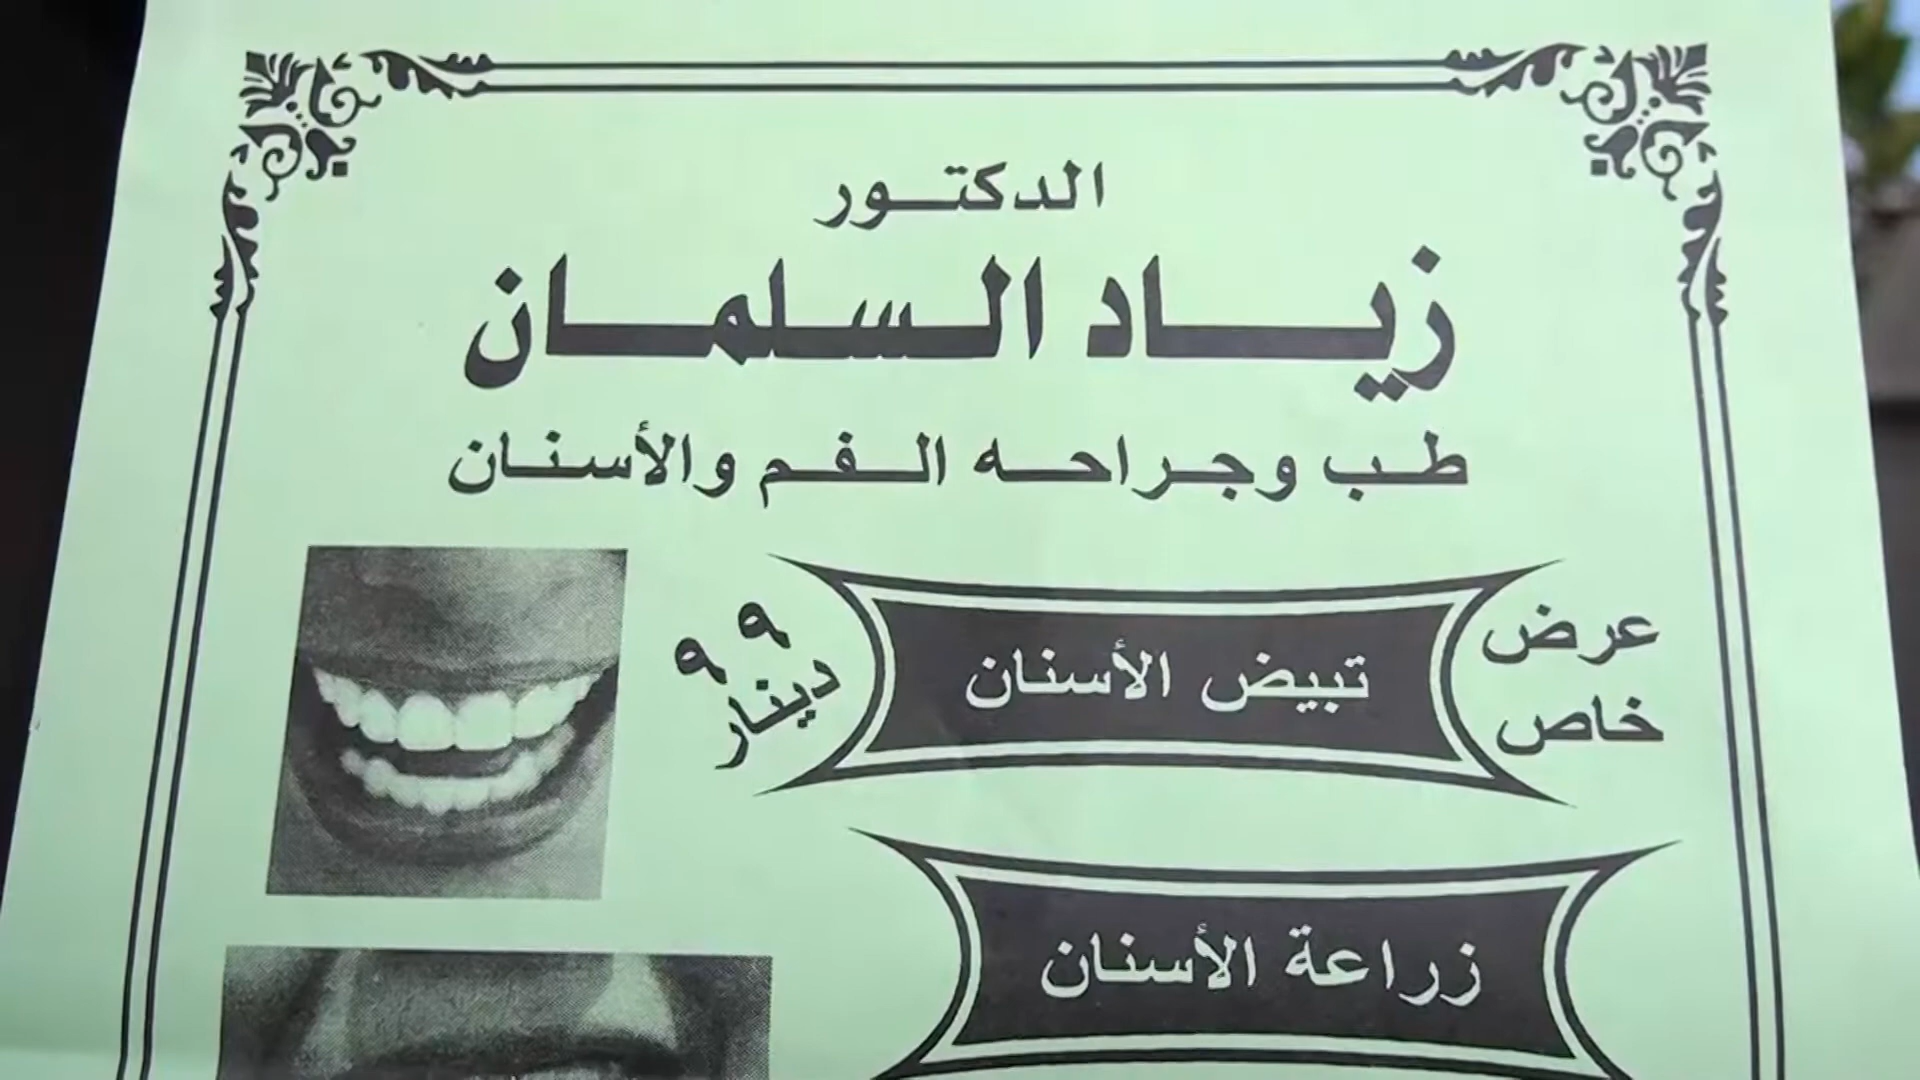 الدكتور
زياد السلمان
طب وجراحه الفم والأسنان
عرض
خاص
تبيض الأسنان
٩٩
دينار
زراعة الأسنان